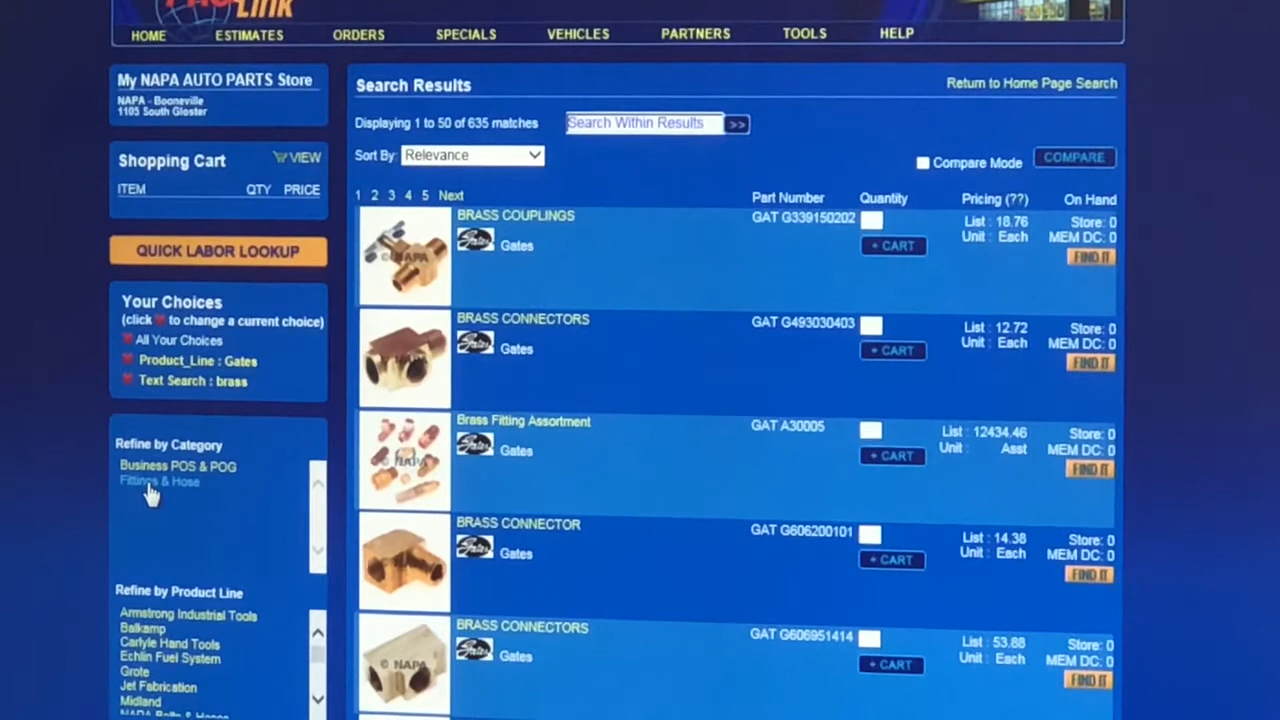 Link
HOME ESTIMATES ORDERS SPECIALS VEHICLES PARTNERS TOOLS HELP
My NAPA AUTO PARTS Store
NAPA - Booneville
1105 South Gloster
Shopping Cart VIEW
ITEM QTY PRICE
QUICK LABOR LOOKUP
Your Choices
(click to change a current choice)
All Your Choices
Product_Line : Gates
Text Search : brass
Refine by Category
Business POS & POG
Fittings & Hose
Refine by Product Line
Armstrong Industrial Tools
Balkamp
Carlyle Hand Tools
Echlin Fuel System
Grote
Jet Fabrication
Midland
Search Results
Return to Home Page Search
Displaying 1 to 50 of 635 matches Search Within Results >>
Sort By: Relevance
Compare Mode COMPARE
1 2 3 4 5 Next
Part Number Quantity Pricing (??) On Hand
BRASS COUPLINGS GAT G339150202 List : 18.76 Store: 0
Gates + CART Unit : Each MEM DC: 0
FIND IT
© NAPA
BRASS CONNECTORS GAT G493030403 List : 12.72 Store: 0
Gates + CART Unit : Each MEM DC: 0
FIND IT
Brass Fitting Assortment GAT A30005 List : 12434.46 Store: 0
Gates + CART Unit : Asst MEM DC: 0
FIND IT
© NAPA
BRASS CONNECTOR GAT G606200101 List : 14.38 Store: 0
Gates + CART Unit : Each MEM DC: 0
FIND IT
BRASS CONNECTORS GAT G606951414 List : 53.88 Store: 0
Gates + CART Unit : Each MEM DC: 0
FIND IT
© NAPA